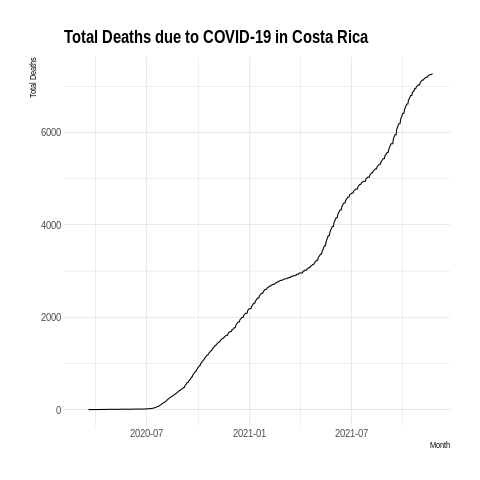 Total Deaths due to COVID-19 in Costa Rica
Total Deaths
6000
4000
2000
0
2020-07 2021-01 2021-07
Month